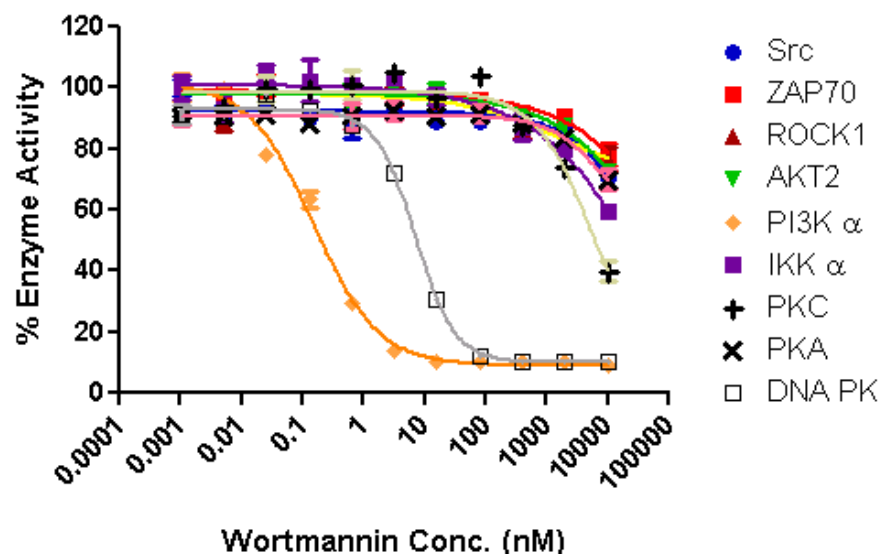 120
100
80
60
40
20
0
% Enzyme Activity
0.0001
0.001
0.01
0.1
1
10
100
1000
10000
100000
Wortmannin Conc. (nM)
Src
ZAP70
ROCK1
AKT2
PI3K α
IKK α
PKC
PKA
DNA PK